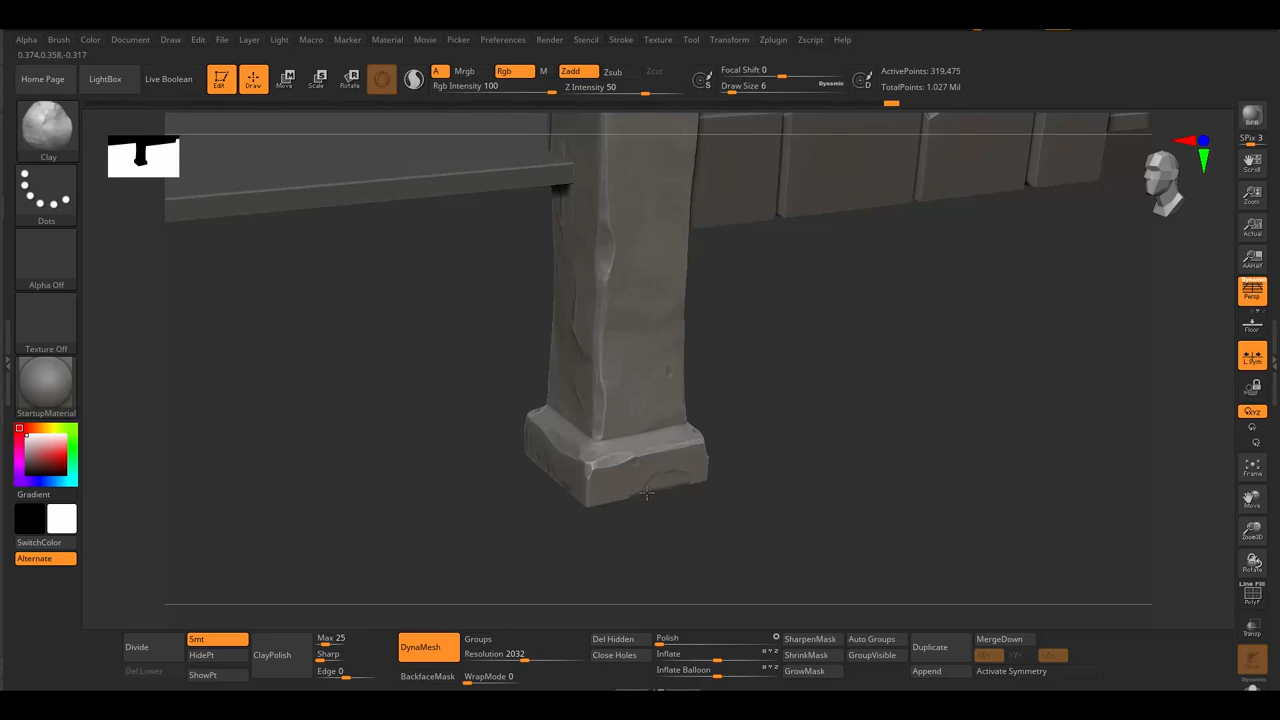 Alpha Brush Color Document Draw Edit File Layer Light Macro Marker Material Movie Picker Preferences Render Stencil Stroke Texture Tool Transform Zplugin Zscript Help
0.374,0.358,-0.317
Home Page LightBox Live Boolean Edit Draw Move Scale Rotate A Mrgb Rgb M Zadd Zsub Zcut Focal Shift 0 ActivePoints: 319,475
Rgb Intensity 100 Z Intensity 50 Draw Size 6 Dynamic TotalPoints: 1.027 Mil
S D
Clay
Dots
Alpha Off
Texture Off
StartupMaterial
Gradient
SwitchColor
Alternate
BPR
SPix 3
Scroll
Zoom
Actual
AAHalf
Dynamic
Persp
Floor
L.Sym
XYZ
Frame
Move
Zoom3D
Rotate
Line Fill
PolyF
Transp
Dynamic
Divide Smt Max 25 DynaMesh Groups Del Hidden Polish SharpenMask Auto Groups Duplicate MergeDown
HidePt ClayPolish Sharp Resolution 2032 Close Holes Inflate ShrinkMask GroupVisible
Del Lower ShowPt Edge 0 BackfaceMask WrapMode 0 Inflate Balloon GrowMask Append Activate Symmetry